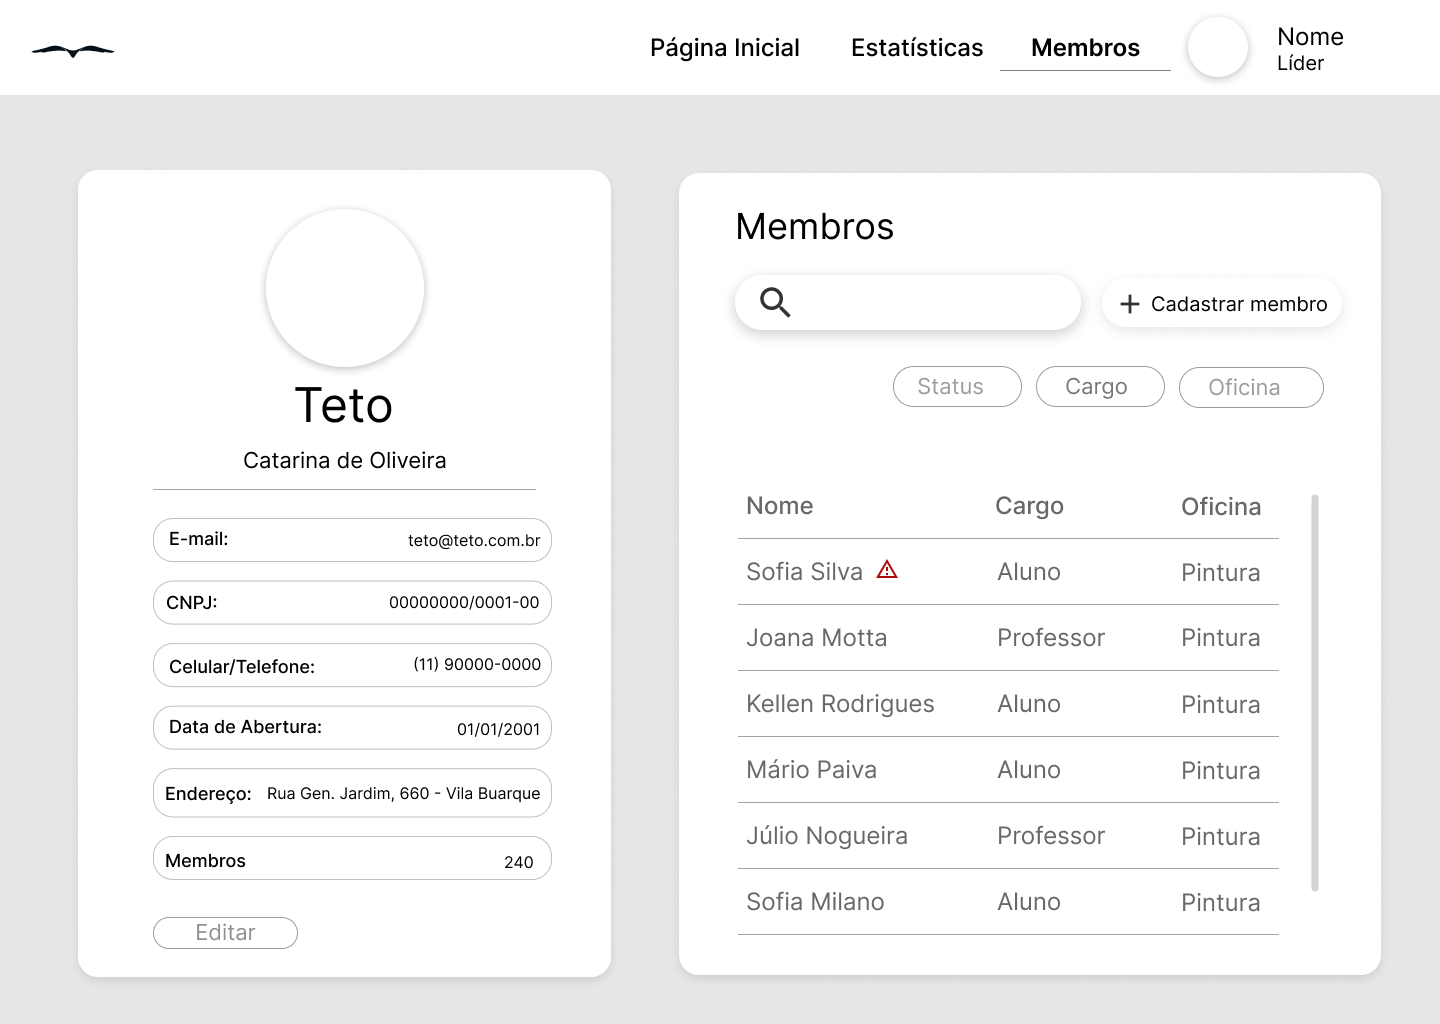 Página Inicial Estatísticas Membros Nome
Líder
Teto
Catarina de Oliveira
E-mail: teto@teto.com.br
CNPJ: 00000000/0001-00
Celular/Telefone: (11) 90000-0000
Data de Abertura: 01/01/2001
Endereço: Rua Gen. Jardim, 660 - Vila Buarque
Membros 240
Editar
Membros
+ Cadastrar membro
Status Cargo Oficina
Nome Cargo Oficina
Sofia Silva Aluno Pintura
Joana Motta Professor Pintura
Kellen Rodrigues Aluno Pintura
Mário Paiva Aluno Pintura
Júlio Nogueira Professor Pintura
Sofia Milano Aluno Pintura